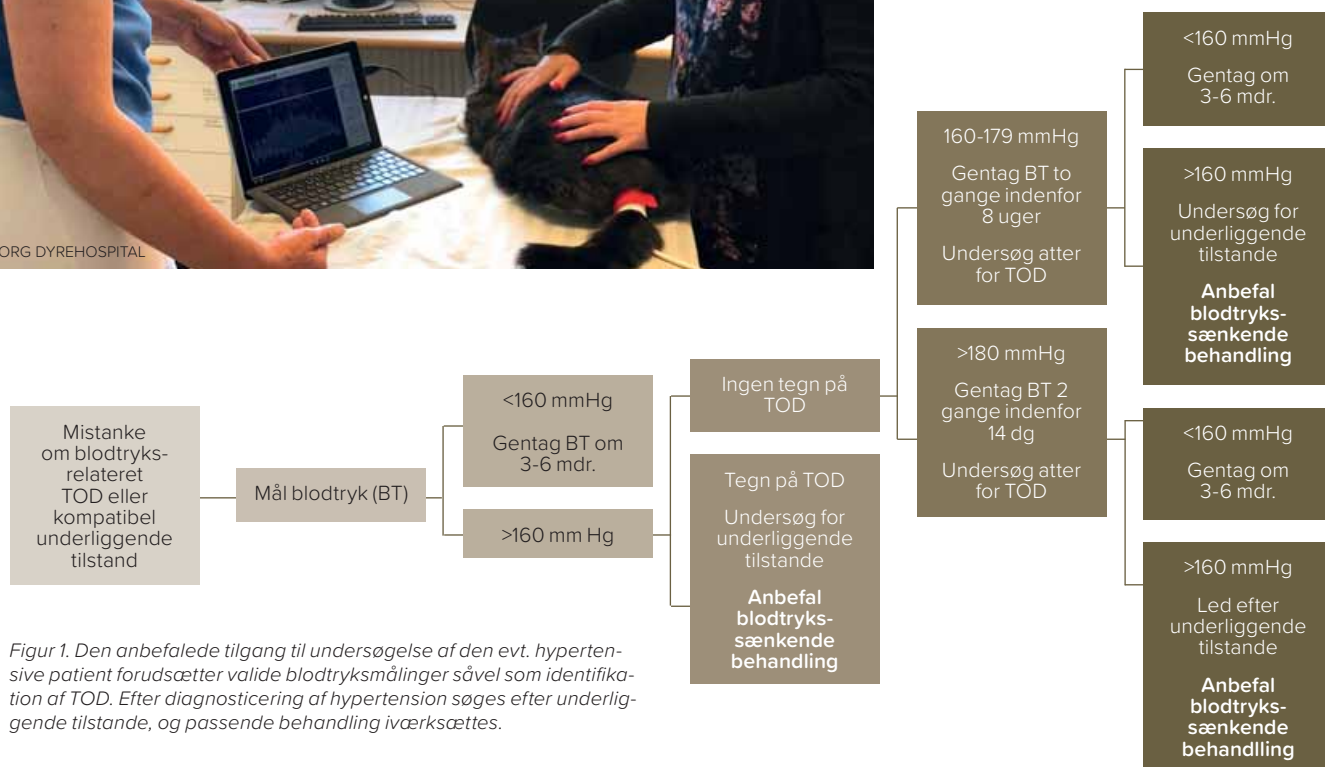 ORG DYREHOSPITAL
Mistanke
om blodtryks-
relateret
TOD eller
kompatibel
underliggende
tilstand
Mål blodtryk (BT)
<160 mmHg
Gentag BT om
3-6 mdr.
>160 mm Hg
Ingen tegn på
TOD
Tegn på TOD
Undersøg for
underliggende
tilstande
Anbefal
blodtryks-
sænkende
behandling
160-179 mmHg
Gentag BT to
gange indenfor
8 uger
Undersøg atter
for TOD
>180 mmHg
Gentag BT 2
gange indenfor
14 dg
Undersøg atter
for TOD
<160 mmHg
Gentag om
3-6 mdr.
>160 mmHg
Undersøg for
underliggende
tilstande
Anbefal
blodtryks-
sænkende
behandling
<160 mmHg
Gentag om
3-6 mdr.
>160 mmHg
Led efter
underliggende
tilstande
Anbefal
blodtryks-
sænkende
behandlling
Figur 1. Den anbefalede tilgang til undersøgelse af den evt. hyperten-
sive patient forudsætter valide blodtryksmålinger såvel som identifika-
tion af TOD. Efter diagnosticering af hypertension søges efter underlig-
gende tilstande, og passende behandling iværksættes.